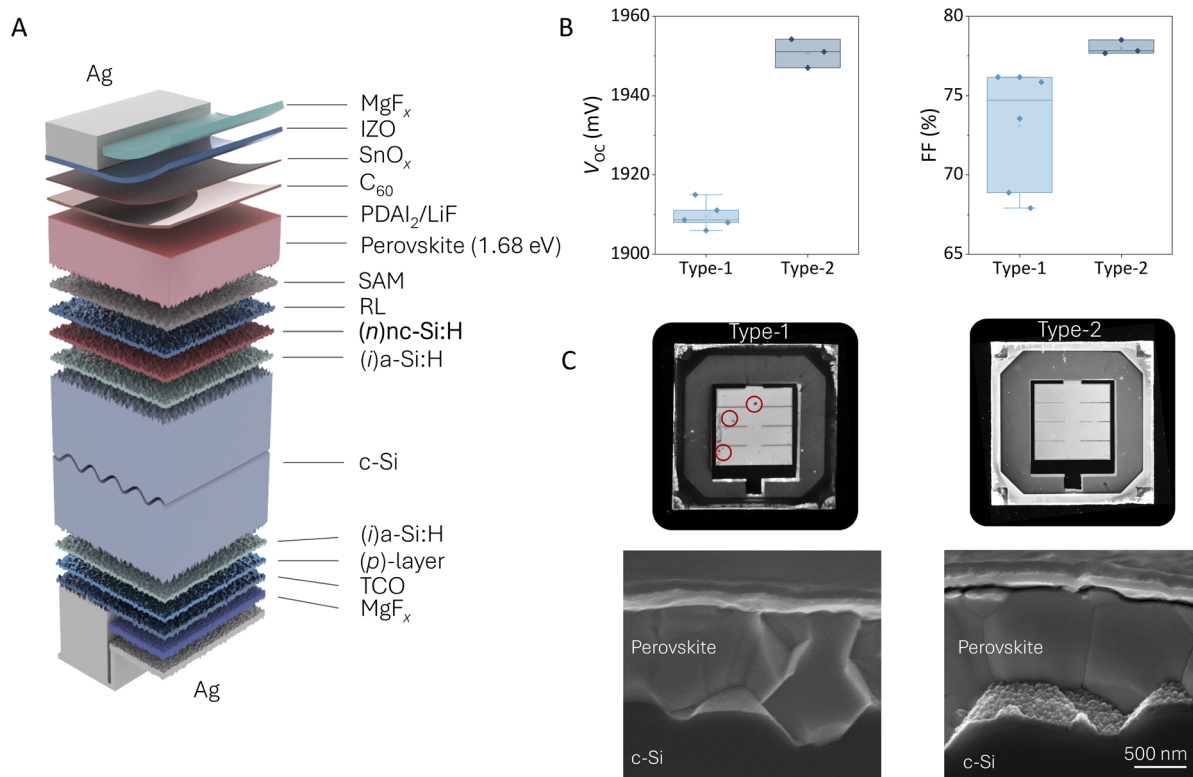 A
Ag
MgFₓ
IZO
SnOₓ
C₆₀
PDAI₂/LiF
Perovskite (1.68 eV)
SAM
RL
(n)nc-Si:H
(i)a-Si:H
c-Si
(i)a-Si:H
(p)-layer
TCO
MgFₓ
Ag
B
1960
1940
1920
1900
V_OC (mV)
Type-1
Type-2
80
75
70
65
FF (%)
Type-1
Type-2
C
Type-1
Type-2
Perovskite
c-Si
Perovskite
c-Si
500 nm